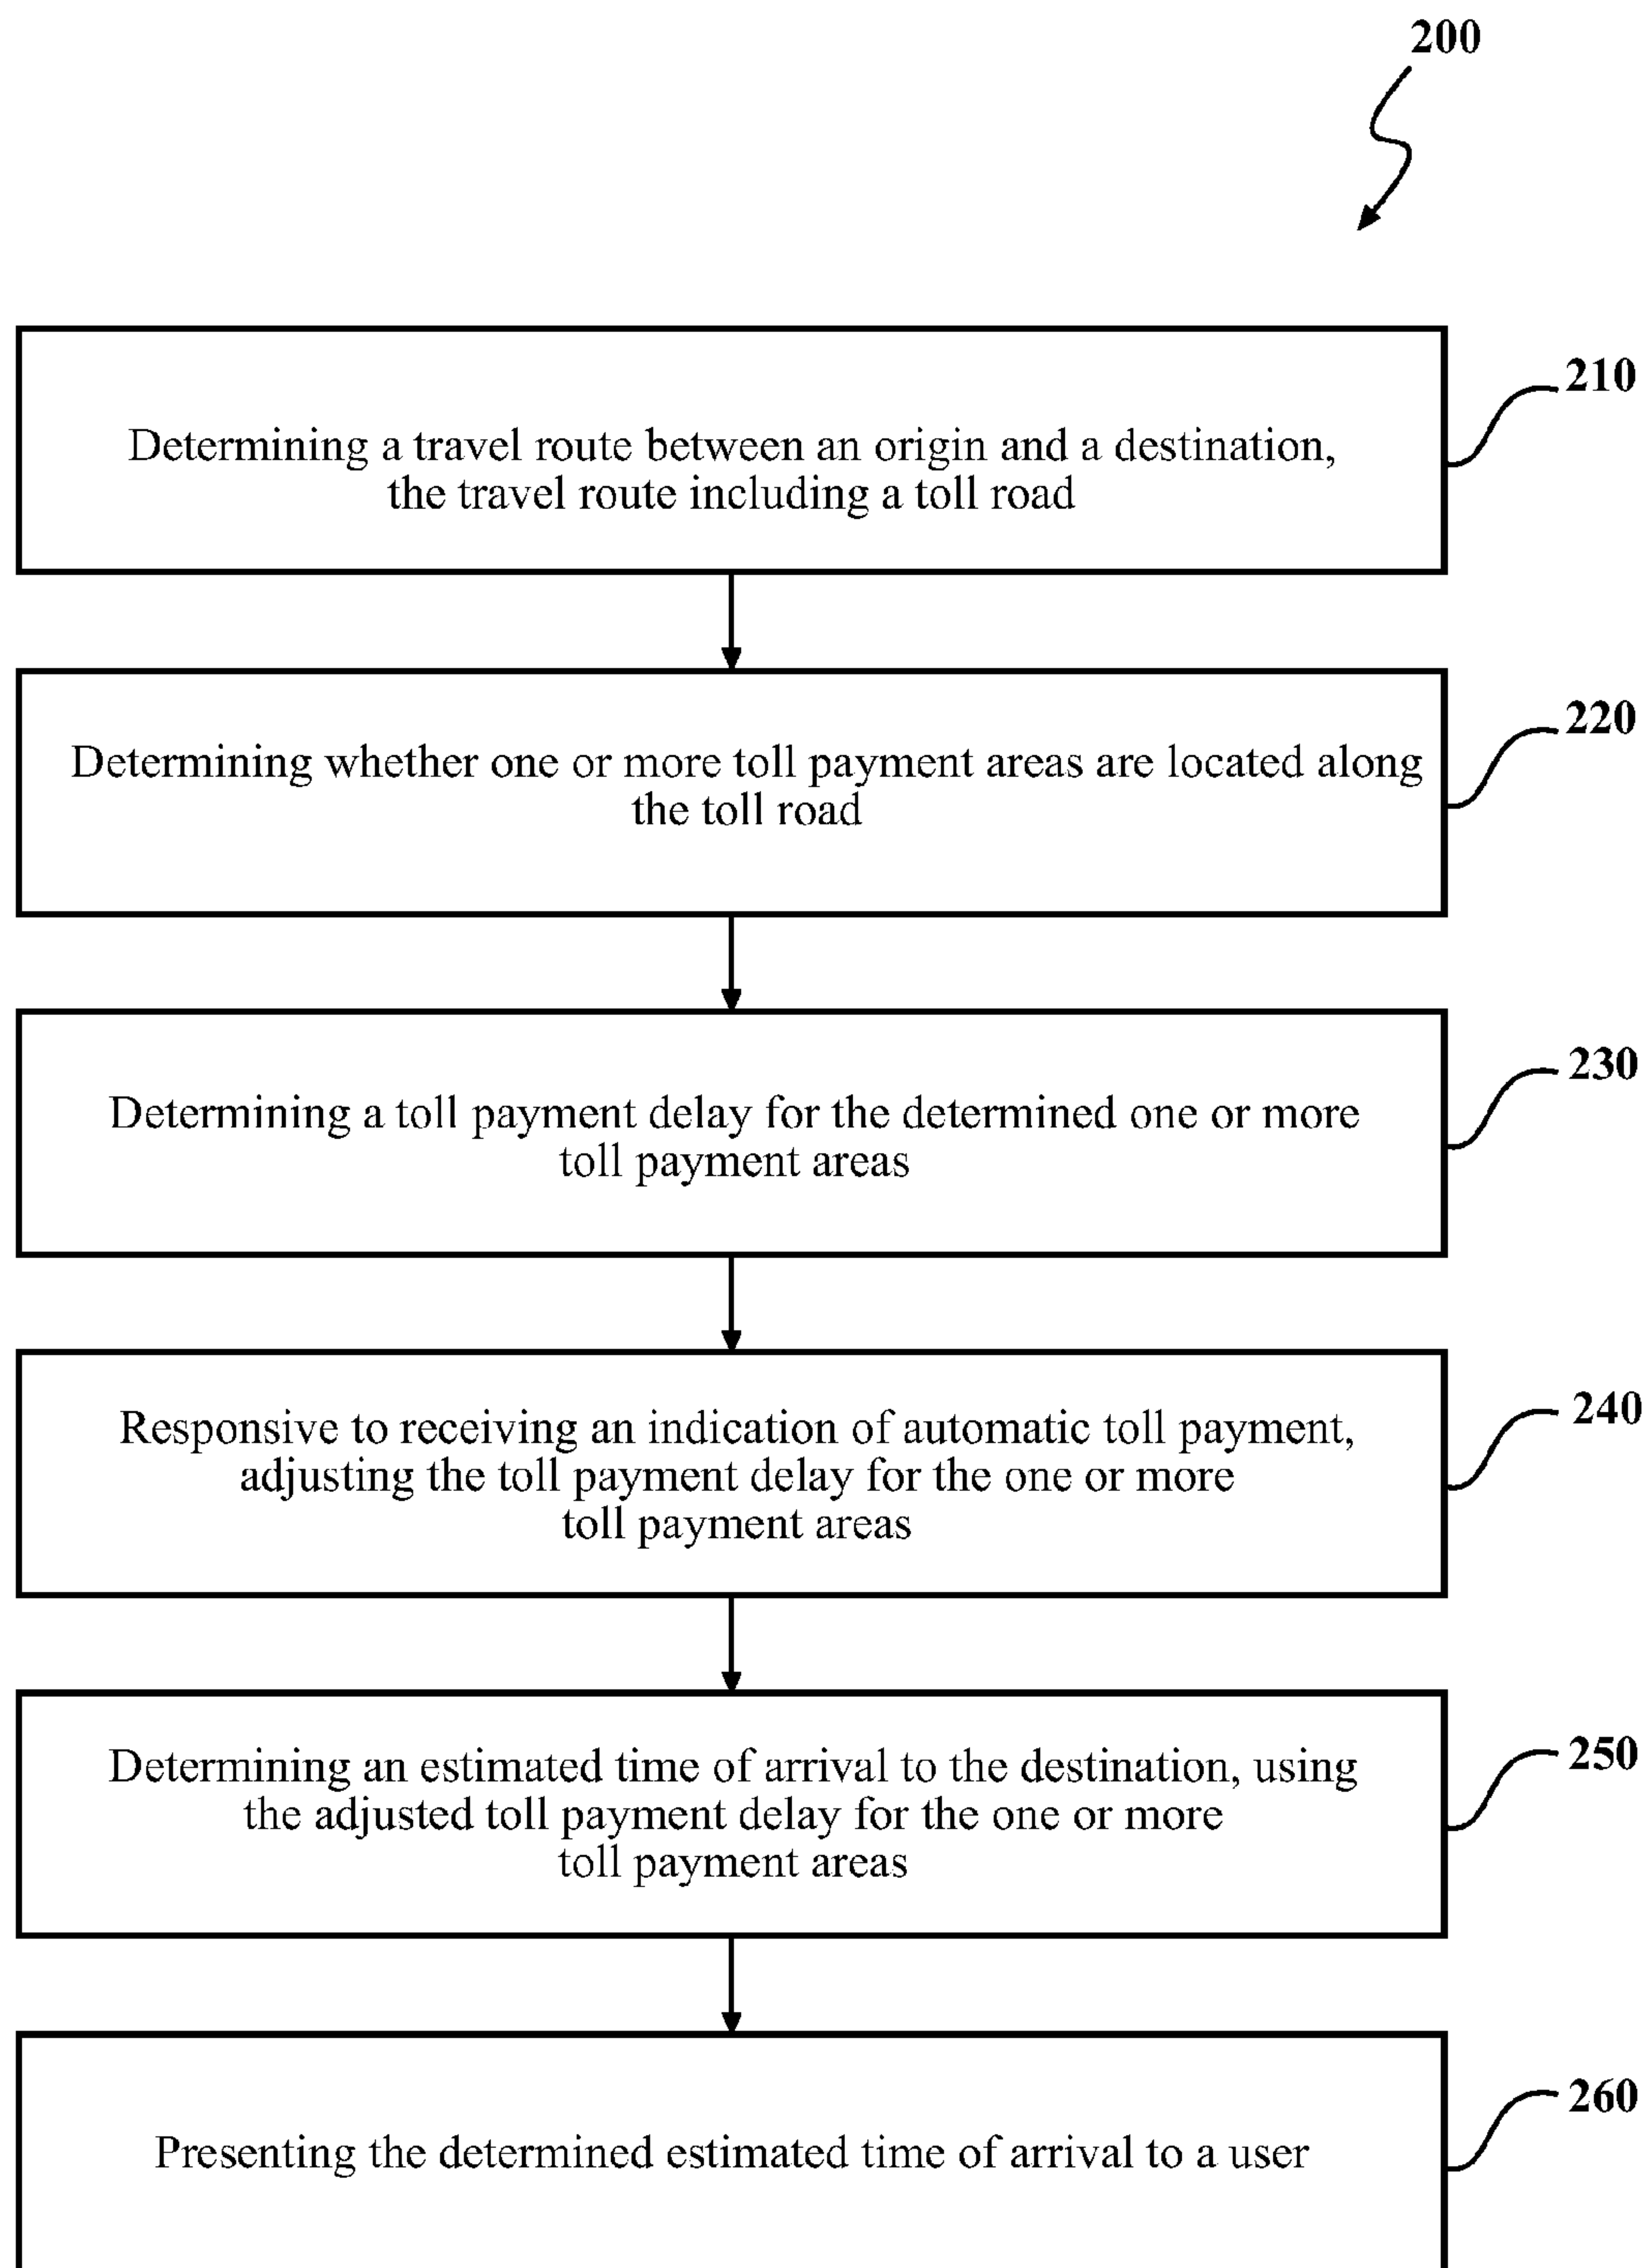 200
210
Determining a travel route between an origin and a destination,
the travel route including a toll road
220
Determining whether one or more toll payment areas are located along
the toll road
230
Determining a toll payment delay for the determined one or more
toll payment areas
240
Responsive to receiving an indication of automatic toll payment,
adjusting the toll payment delay for the one or more
toll payment areas
250
Determining an estimated time of arrival to the destination, using
the adjusted toll payment delay for the one or more
toll payment areas
260
Presenting the determined estimated time of arrival to a user